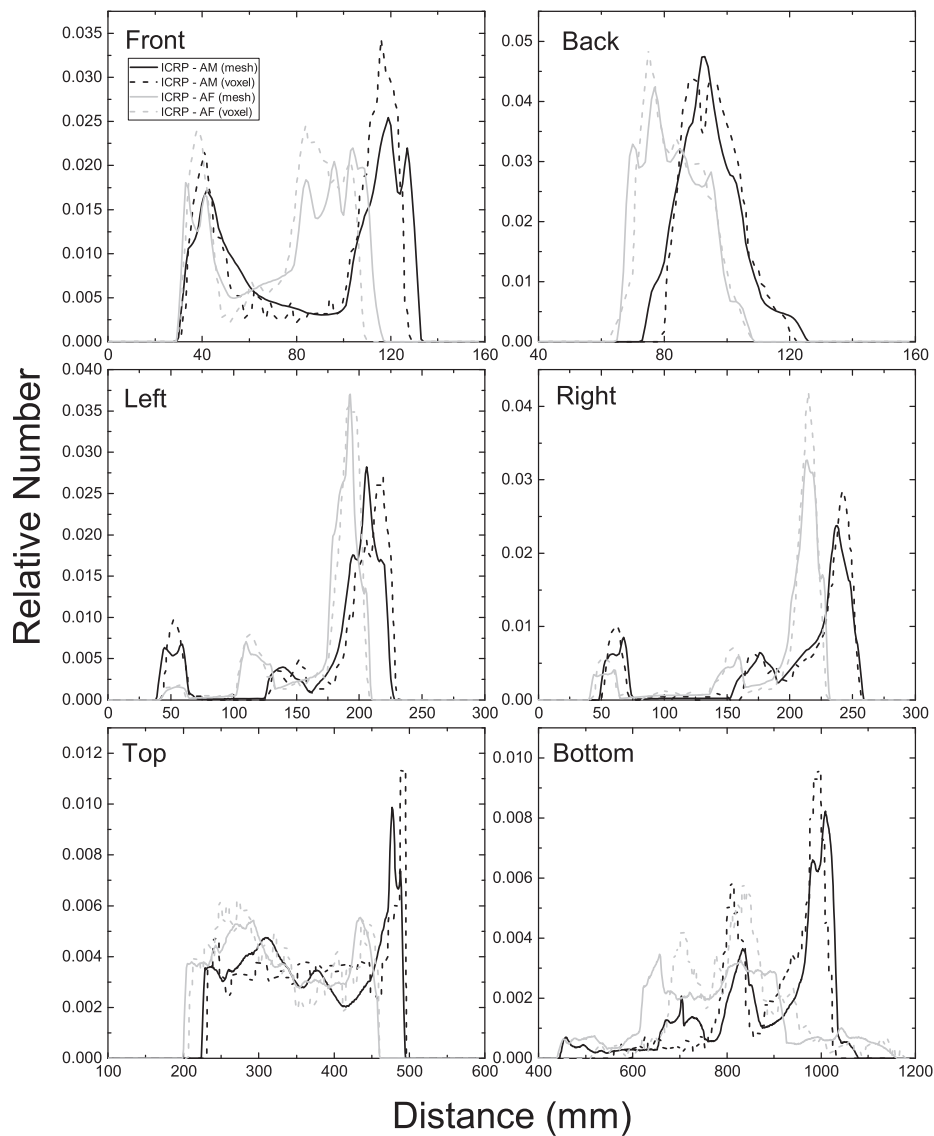 Front
ICRP - AM (mesh)
ICRP - AM (voxel)
ICRP - AF (mesh)
ICRP - AF (voxel)
0.035
0.030
0.025
0.020
0.015
0.010
0.005
0.000
0 40 80 120 160
Back
0.05
0.04
0.03
0.02
0.01
0.00
40 80 120 160
Left
0.040
0.035
0.030
0.025
0.020
0.015
0.010
0.005
0.000
0 50 100 150 200 250 300
Right
0.04
0.03
0.02
0.01
0.00
0 50 100 150 200 250 300
Top
0.012
0.010
0.008
0.006
0.004
0.002
0.000
100 200 300 400 500 600
Bottom
0.010
0.008
0.006
0.004
0.002
0.000
400 600 800 1000 1200
Relative Number
Distance (mm)